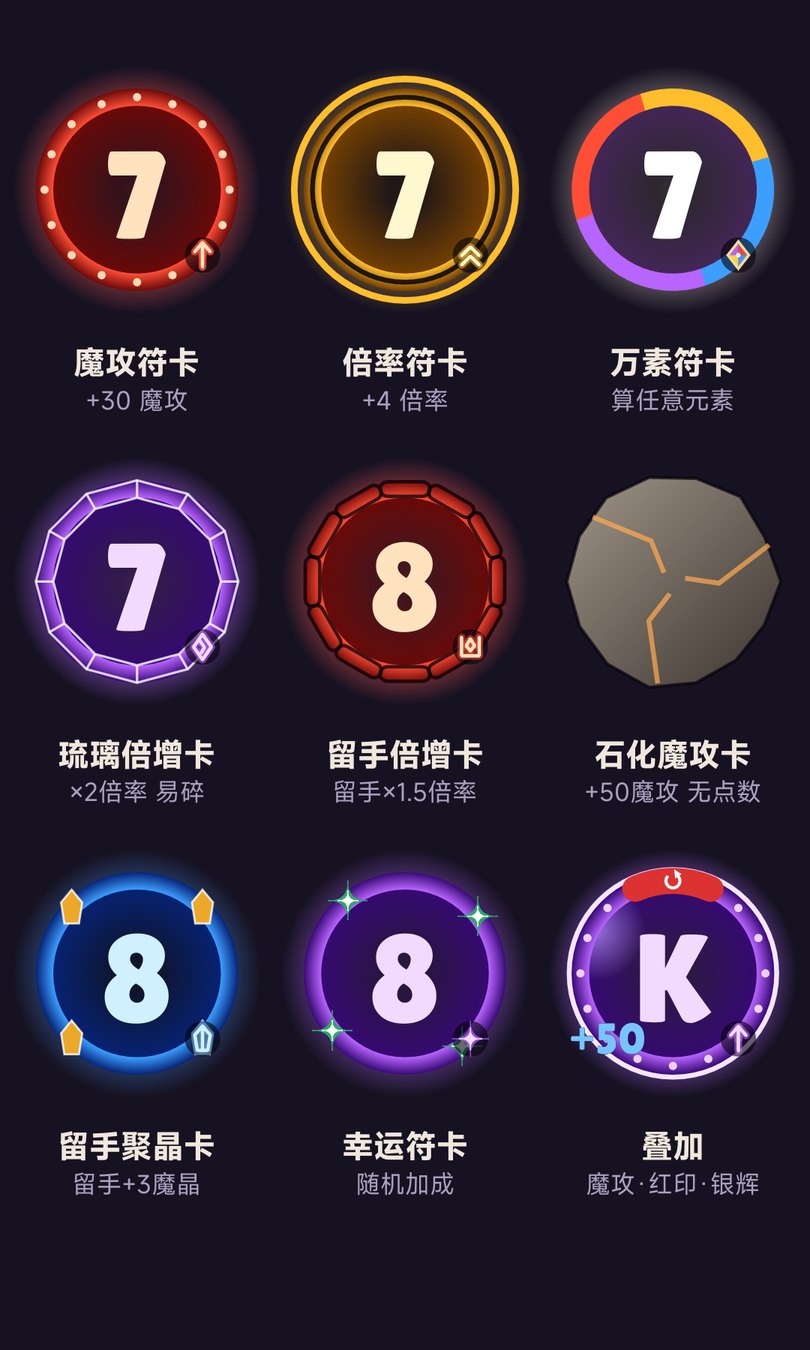 7
7
7
魔攻符卡
倍率符卡
万素符卡
+30 魔攻
+4 倍率
算任意元素
7
8
琉璃倍增卡
留手倍增卡
石化魔攻卡
×2倍率 易碎
留手×1.5倍率
+50魔攻 无点数
8
8
K
+50
留手聚晶卡
幸运符卡
叠加
留手+3魔晶
随机加成
魔攻·红印·银辉